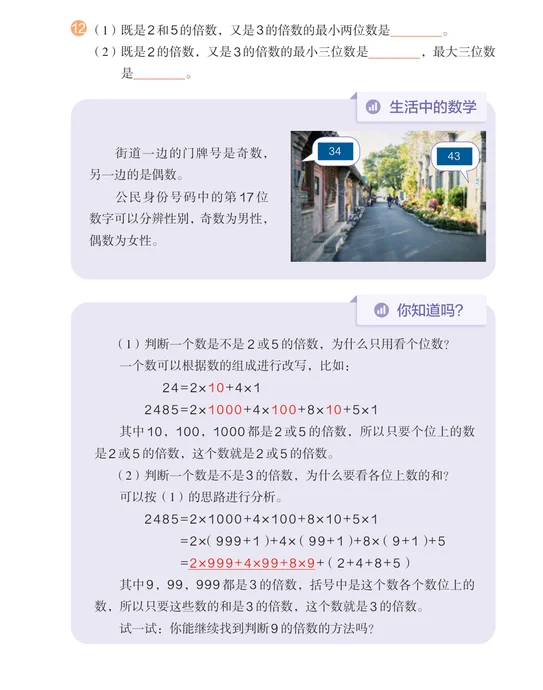 12 (1) 既是2和5的倍数，又是3的倍数的最小两位数是________。
(2) 既是2的倍数，又是3的倍数的最小三位数是________，最大三位数
是________。
生活中的数学
街道一边的门牌号是奇数，
另一边的是偶数。
公民身份号码中的第17位
数字可以分辨性别，奇数为男性，
偶数为女性。
34
43
你知道吗？
(1) 判断一个数是不是2或5的倍数，为什么只用看个位数？
一个数可以根据数的组成进行改写，比如：
24=2×10+4×1
2485=2×1000+4×100+8×10+5×1
其中10，100，1000都是2或5的倍数，所以只要个位上的数
是2或5的倍数，这个数就是2或5的倍数。
(2) 判断一个数是不是3的倍数，为什么要看各位上数的和？
可以按（1）的思路进行分析。
2485=2×1000+4×100+8×10+5×1
=2×(999+1)+4×(99+1)+8×(9+1)+5
=2×999+4×99+8×9+(2+4+8+5)
其中9，99，999都是3的倍数，括号中是这个数各个数位上的
数，所以只要这些数的和是3的倍数，这个数就是3的倍数。
试一试：你能继续找到判断9的倍数的方法吗？